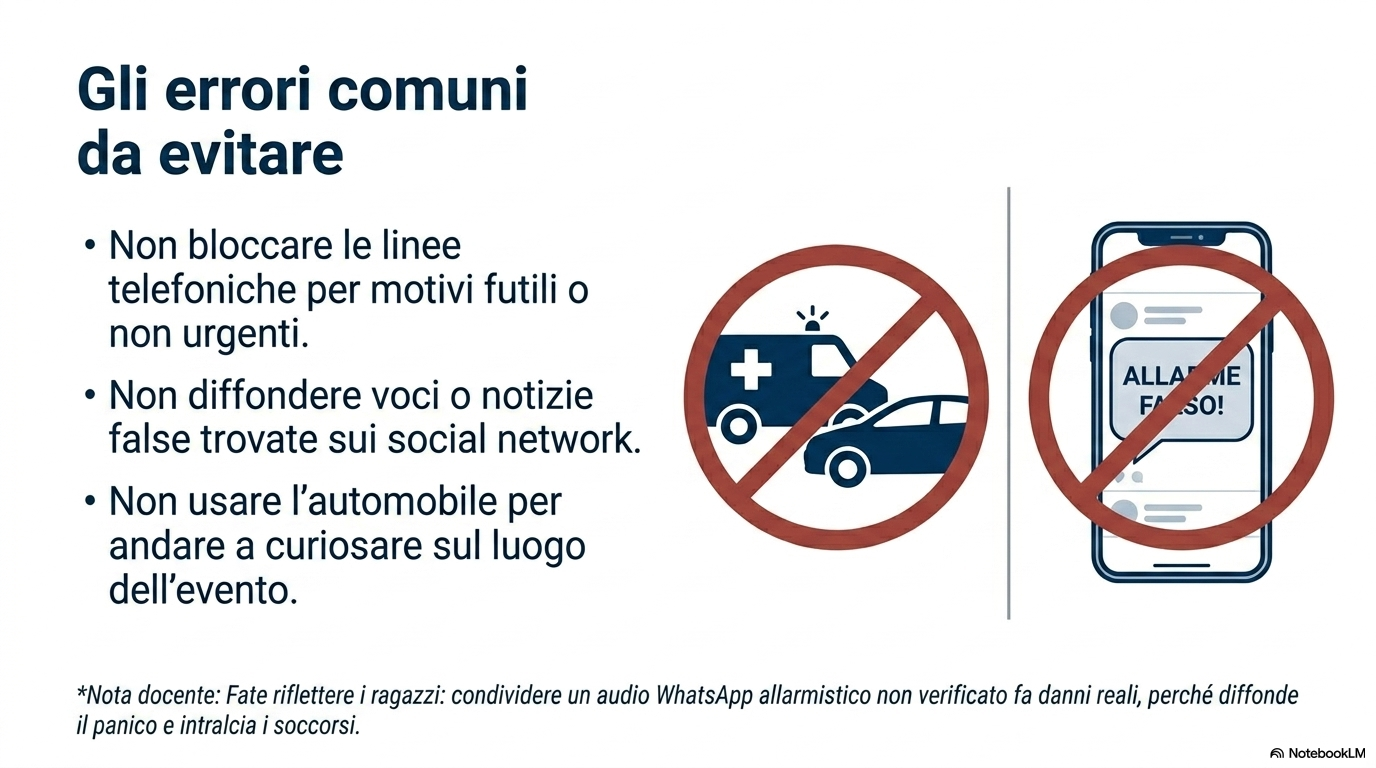 Gli errori comuni
da evitare
• Non bloccare le linee
telefoniche per motivi futili o
non urgenti.
• Non diffondere voci o notizie
false trovate sui social network.
• Non usare l’automobile per
andare a curiosare sul luogo
dell’evento.
ALLARME
FALSO!
*Nota docente: Fate riflettere i ragazzi: condividere un audio WhatsApp allarmistico non verificato fa danni reali, perché diffonde
il panico e intralcia i soccorsi.
NotebookLM